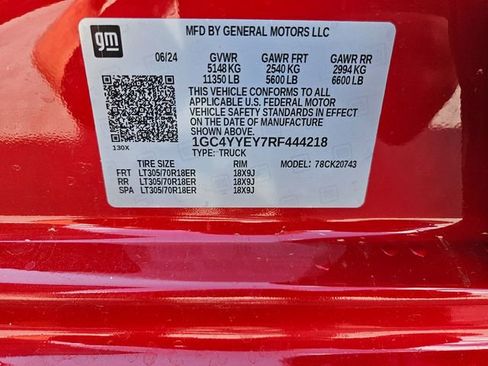 MFD BY GENERAL MOTORS LLC
gm
06/24 GVWR GAWR FRT GAWR RR
5148 KG 2540 KG 2994 KG
11350 LB 5600 LB 6600 LB
THIS VEHICLE CONFORMS TO ALL
APPLICABLE U.S. FEDERAL MOTOR
VEHICLE SAFETY STANDARDS IN EFFECT
ON THE DATE OF MANUFACTURE
SHOWN ABOVE.
130X
1GC4YYEY7RF444218
TYPE: TRUCK
TIRE SIZE RIM MODEL: 78CK20743
FRT LT305/70R18ER 18X9J
RR LT305/70R18ER 18X9J
SPA LT305/70R18ER 18X9J